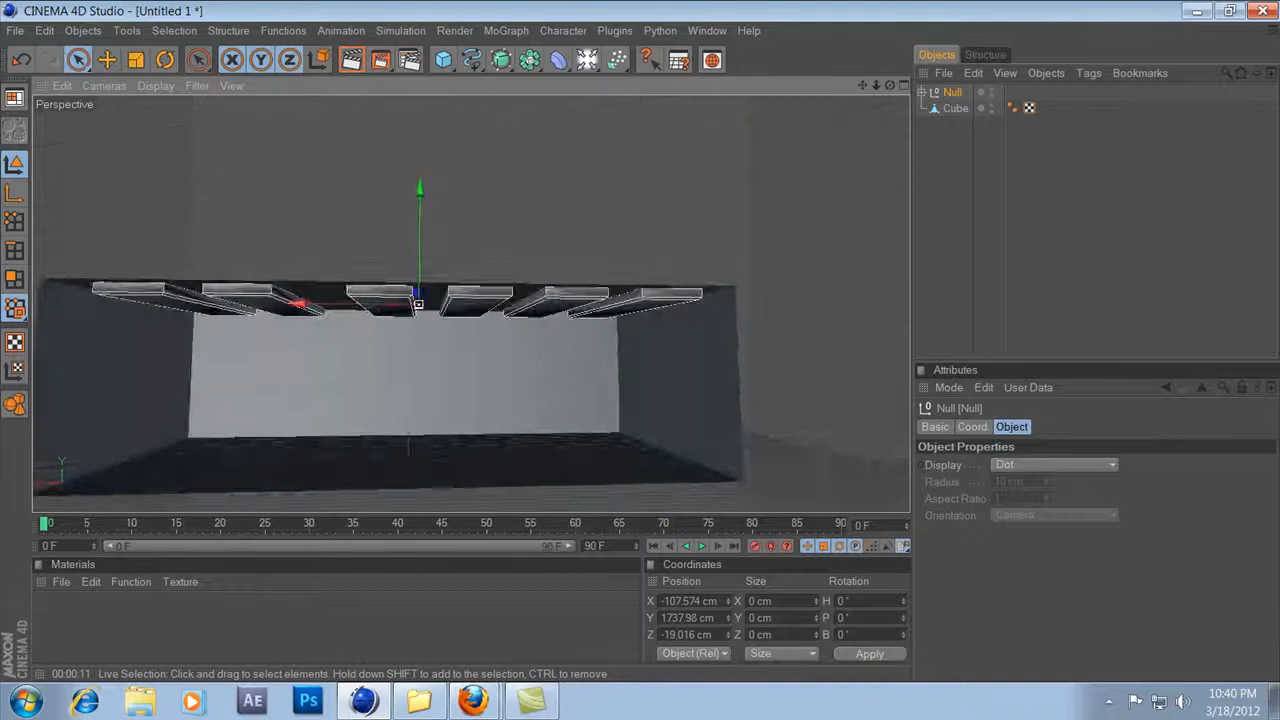 CINEMA 4D Studio - [Untitled 1 *]
File Edit Objects Tools Selection Structure Functions Animation Simulation Render MoGraph Character Plugins Python Window Help
Edit Cameras Display Filter View
Perspective
X Y Z
Y
0 5 10 15 20 25 30 35 40 45 50 55 60 65 70 75 80 85 90 0 F
0 F 0 F 90 F 90 F
Materials
File Edit Function Texture
Coordinates
Position Size Rotation
X -107.574 cm X 0 cm H 0 °
Y 1737.98 cm Y 0 cm P 0 °
Z -19.016 cm Z 0 cm B 0 °
Object (Rel) Size Apply
MAXON CINEMA 4D
00:00:11 Live Selection: Click and drag to select elements. Hold down SHIFT to add to the selection, CTRL to remove
Objects Structure
File Edit View Objects Tags Bookmarks
Null
Cube
Attributes
Mode Edit User Data
Null [Null]
Basic Coord. Object
Object Properties
Display . . . . Dot
Radius . . . . 10 cm
Aspect Ratio 1
Orientation . . Camera
Ae Ps
10:40 PM
3/18/2012